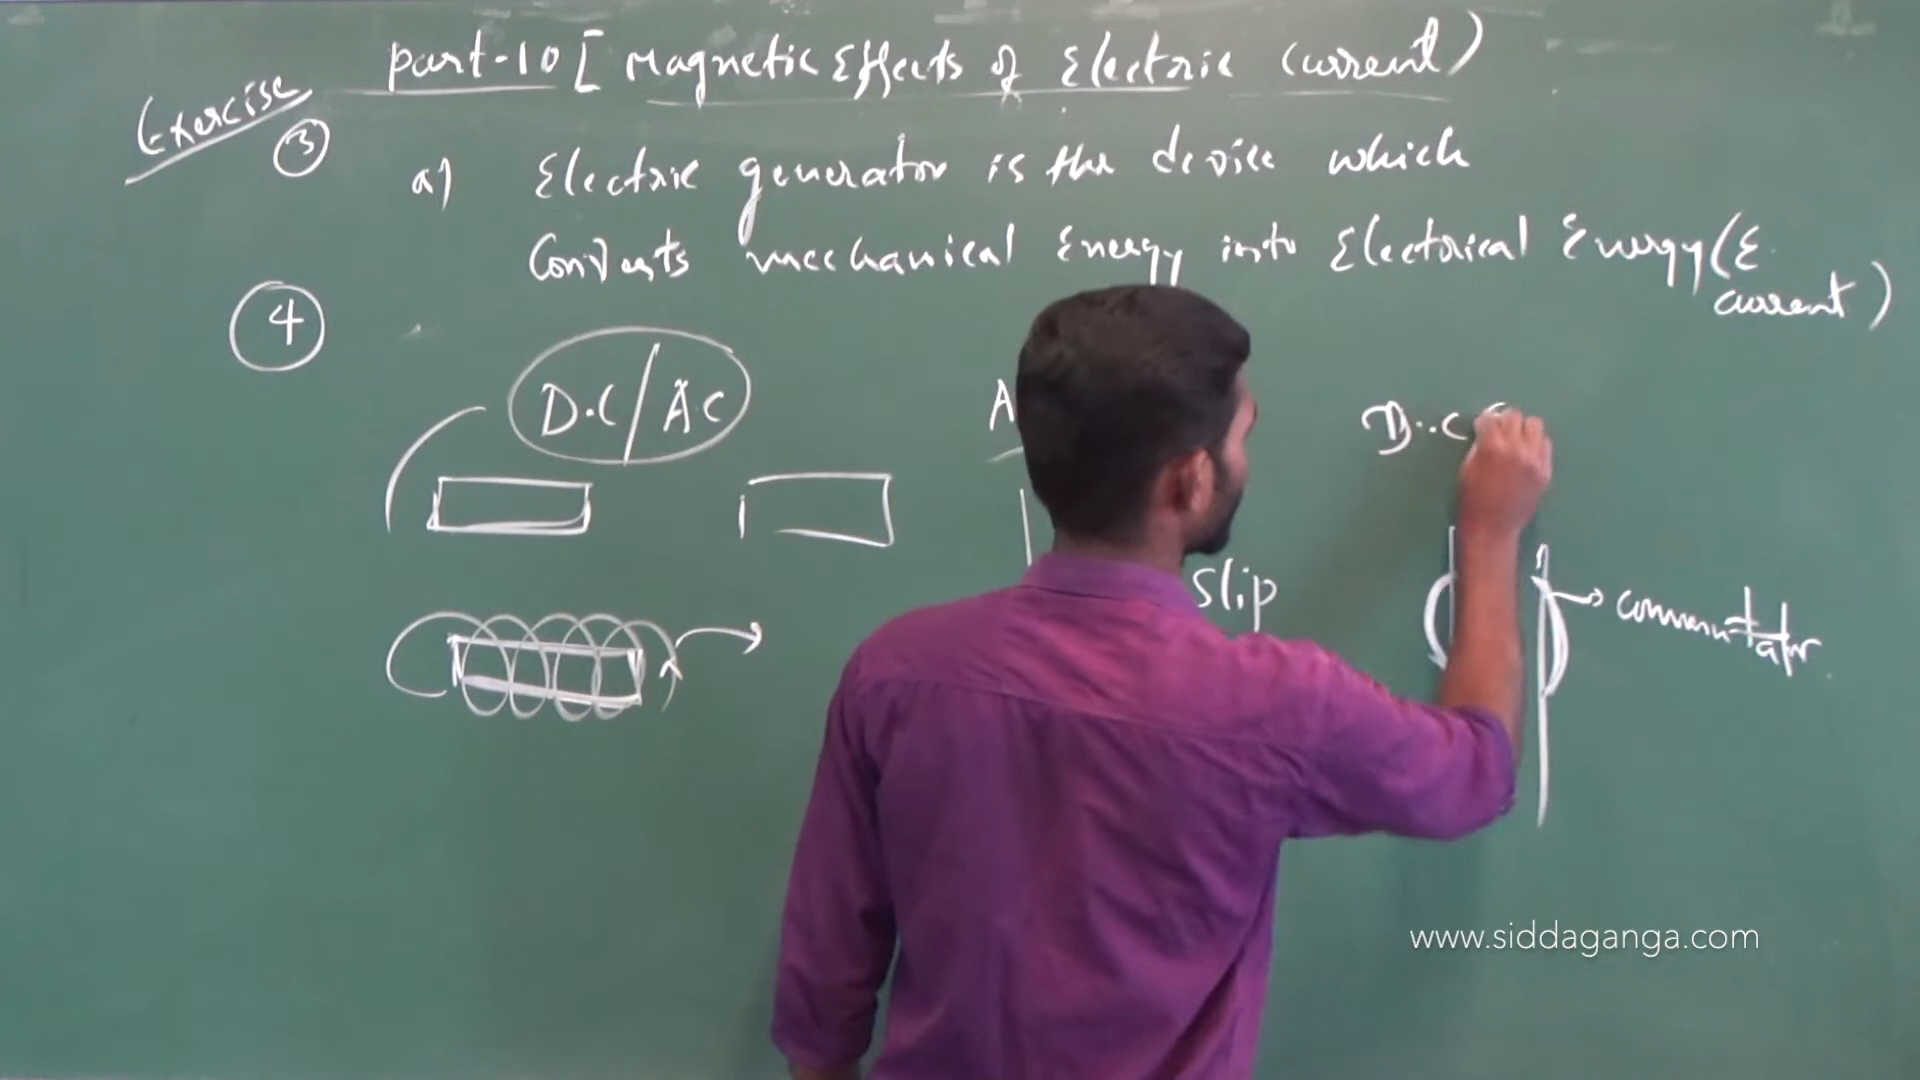 part-10 [ Magnetic Effects of Electric current)
Exercise
3
a) Electric generator is the device which
Converts mechanical Energy into Electrical Energy (E.
current)
4
D.C/AC
A
D.C
Slip
commutator
www.siddaganga.com